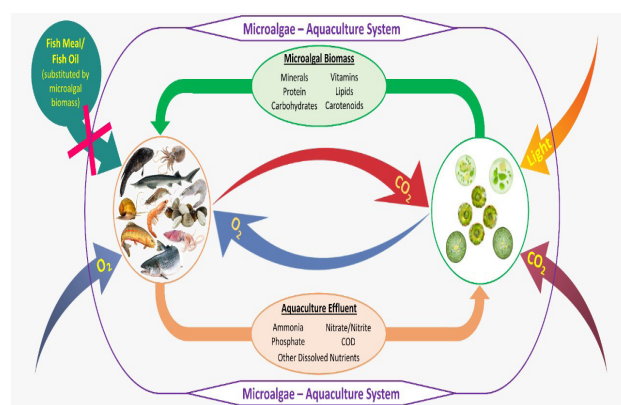 Microalgae – Aquaculture System
Fish Meal/
Fish Oil
(substituted by
microalgal
biomass)
Microalgal Biomass
Minerals Vitamins
Protein Lipids
Carbohydrates Carotenoids
Light
CO2
O2
O2
CO2
Aquaculture Effluent
Ammonia Nitrate/Nitrite
Phosphate COD
Other Dissolved Nutrients
Microalgae – Aquaculture System